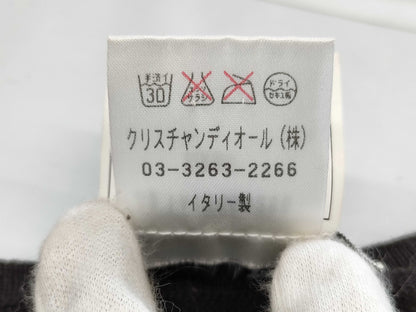 手洗イ 30 エンソ サラシ ドライ セキユ系
クリスチャンディオール(株)
03-3263-2266
イタリー製